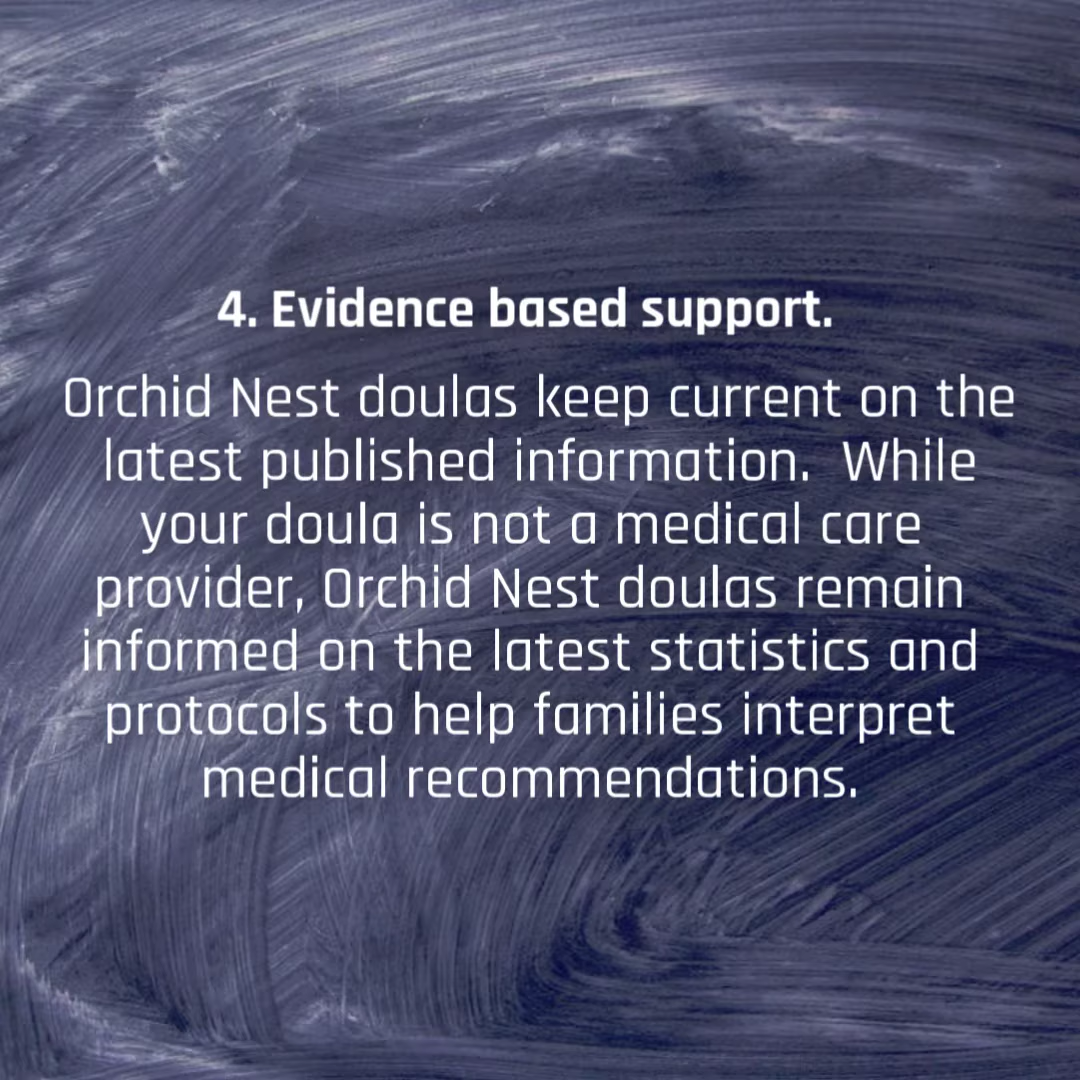 4. Evidence based support.
Orchid Nest doulas keep current on the
latest published information.  While
your doula is not a medical care
provider, Orchid Nest doulas remain
informed on the latest statistics and
protocols to help families interpret
medical recommendations.